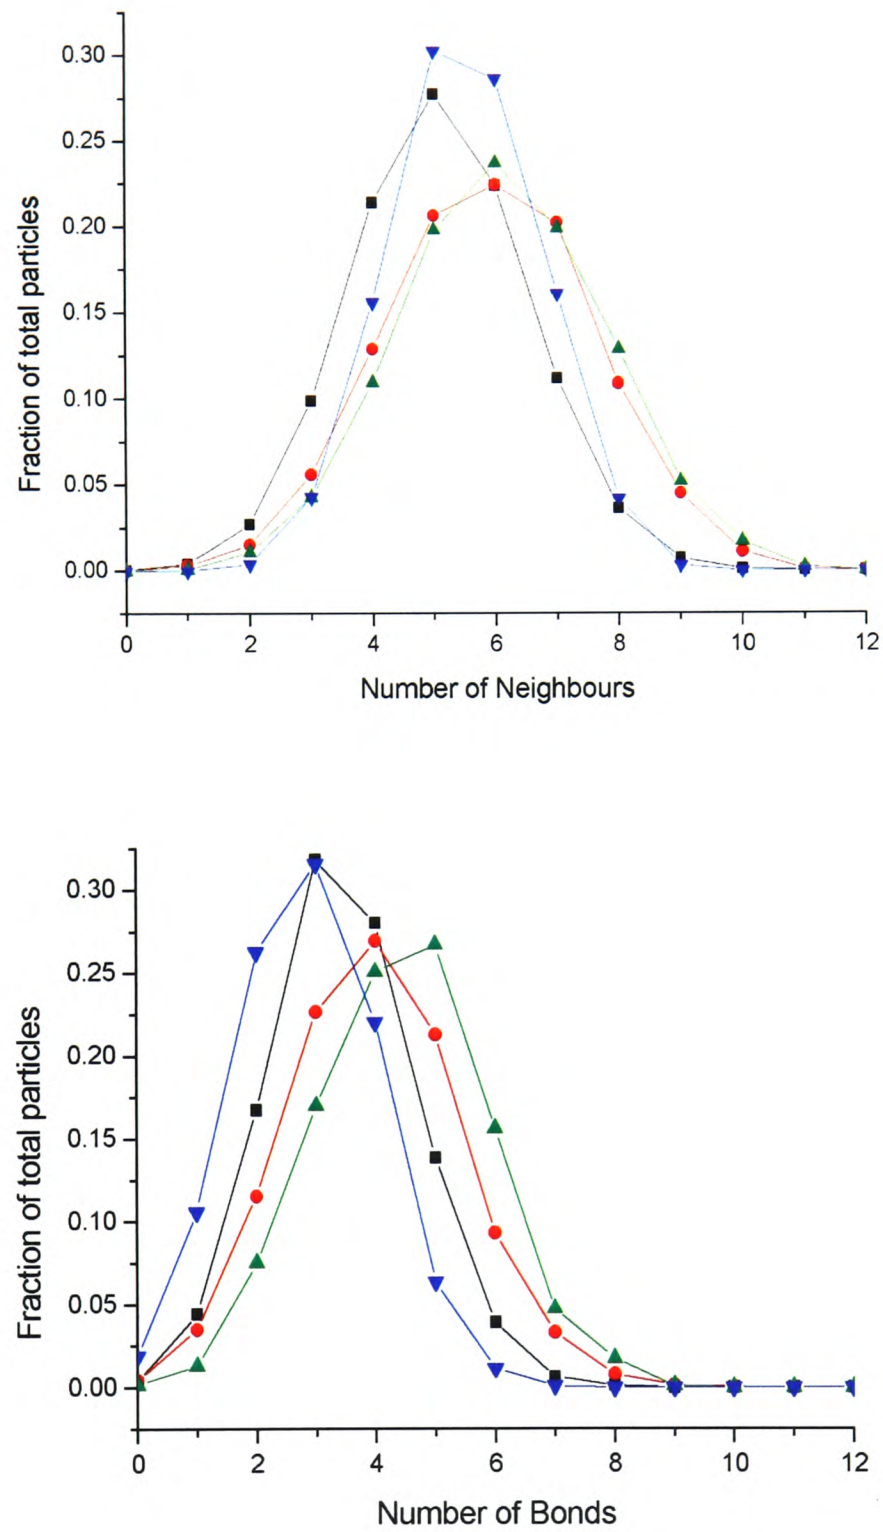 0.30
0.25
0.20
0.15
0.10
0.05
0.00
Fraction of total particles
0 2 4 6 8 10 12
Number of Neighbours
0.30
0.25
0.20
0.15
0.10
0.05
0.00
Fraction of total particles
0 2 4 6 8 10 12
Number of Bonds